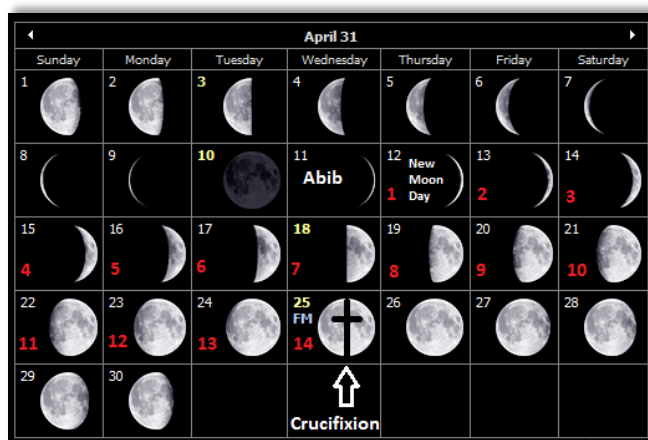 April 31
Sunday Monday Tuesday Wednesday Thursday Friday Saturday
1 2 3 4 5 6 7
8 9 10 11 Abib 12 New Moon Day 1 13 2 14 3
15 4 16 5 17 6 18 7 19 8 20 9 21 10
22 11 23 12 24 13 25 FM 14 26 27 28
29 30
Crucifixion